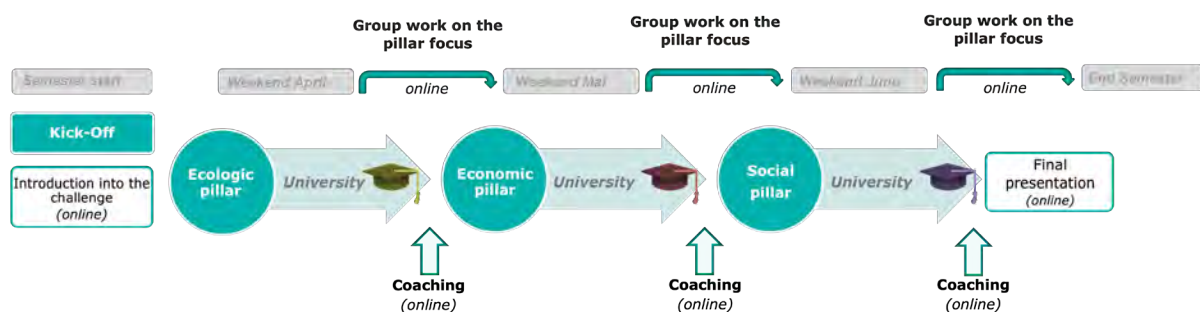 Group work on the
pillar focus
Group work on the
pillar focus
Group work on the
pillar focus
Semester start
Weekend April
online
Weekend Mai
online
Weekend Juno
online
End Semester
Kick-Off
Introduction into the
challenge
(online)
Ecologic
pillar
University
Economic
pillar
University
Social
pillar
University
Final
presentation
(online)
Coaching
(online)
Coaching
(online)
Coaching
(online)